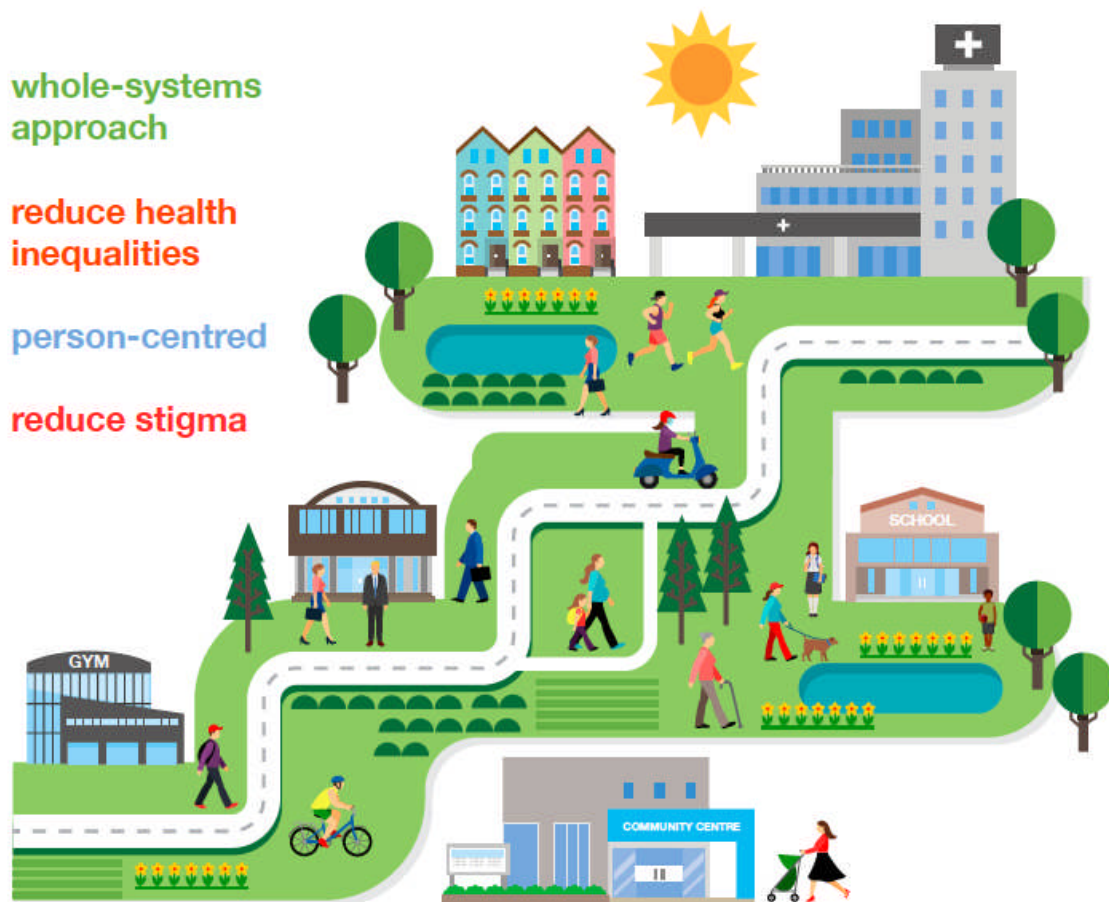 whole-systems
approach
reduce health
inequalities
person-centred
reduce stigma
SCHOOL
GYM
COMMUNITY CENTRE